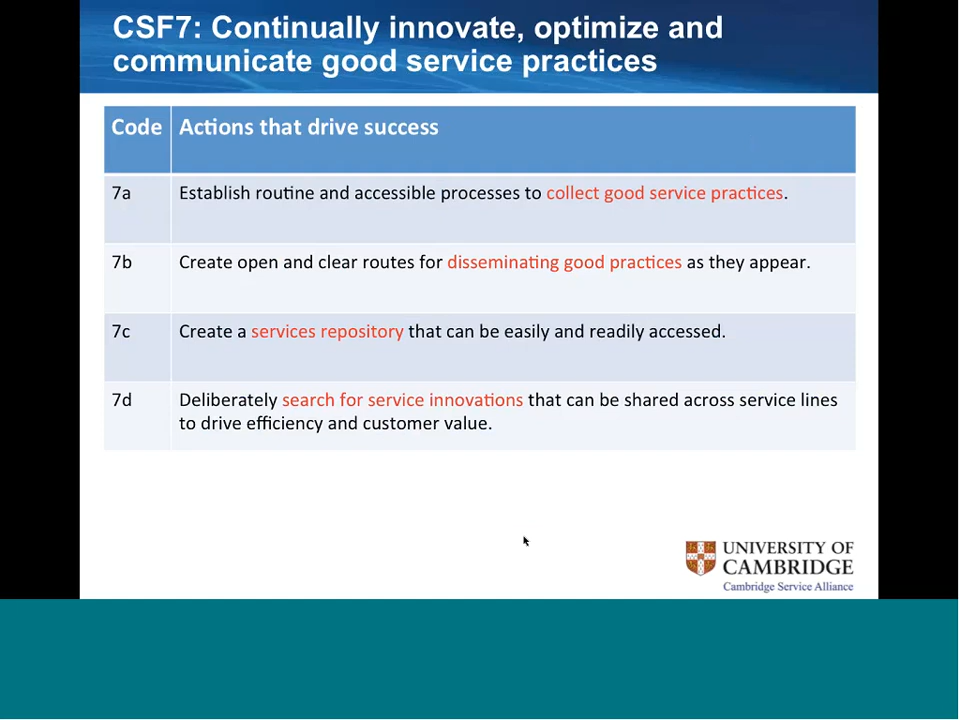 CSF7: Continually innovate, optimize and
communicate good service practices
Code Actions that drive success
7a Establish routine and accessible processes to collect good service practices.
7b Create open and clear routes for disseminating good practices as they appear.
7c Create a services repository that can be easily and readily accessed.
7d Deliberately search for service innovations that can be shared across service lines
to drive efficiency and customer value.
UNIVERSITY OF
CAMBRIDGE
Cambridge Service Alliance